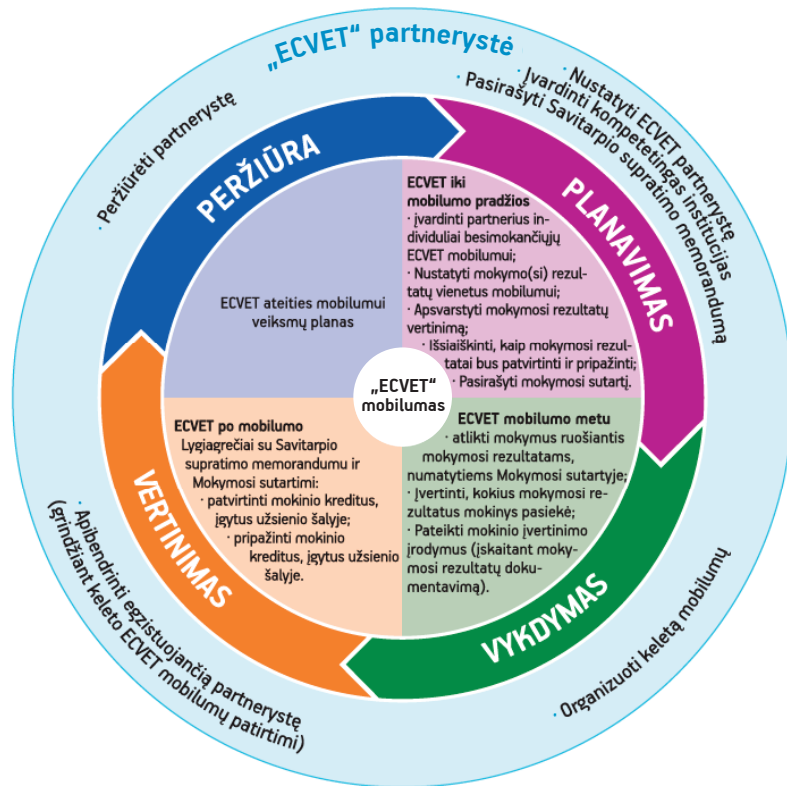 „ECVET“ partnerystė
· Nustatyti ECVET partnerystę
· Įvardinti kompetetingas institucijas
· Pasirašyti Savitarpio supratimo memorandumą
· Peržiūrėti partnerystę
PERŽIŪRA
PLANAVIMAS
ECVET iki
mobilumo pradžios
· įvardinti partnerius in-
dividuliai besimokančiųjų
ECVET mobilumui;
· Nustatyti mokymo(si) rezul-
tatų vienetus mobilumui;
· Apsvarstyti mokymosi rezultatų
vertinimą;
· Išsiaiškinti, kaip mokymosi rezul-
tatai bus patvirtinti ir pripažinti;
· Pasirašyti mokymosi sutartį.
ECVET ateities mobilumui
veiksmų planas
„ECVET“
mobilumas
ECVET po mobilumo
Lygiagrečiai su Savitarpio
supratimo memorandumu ir
Mokymosi sutartimi:
· patvirtinti mokinio kreditus,
įgytus užsienio šalyje;
· pripažinti mokinio
kreditus, įgytus užsienio
šalyje.
ECVET mobilumo metu
· atlikti mokymus ruošiantis
mokymosi rezultatams,
numatytiems Mokymosi sutartyje;
· Įvertinti, kokius mokymosi re-
zultatus mokinys pasiekė;
· Pateikti mokinio įvertinimo
įrodymus (įskaitant moky-
mosi rezultatų doku-
mentavimą).
VERTINIMAS
VYKDYMAS
· Apibendrinti egzistuojančią partnerystę
(grindžiant keleto ECVET mobilumų patirtimi)
· Organizuoti keletą mobilumų